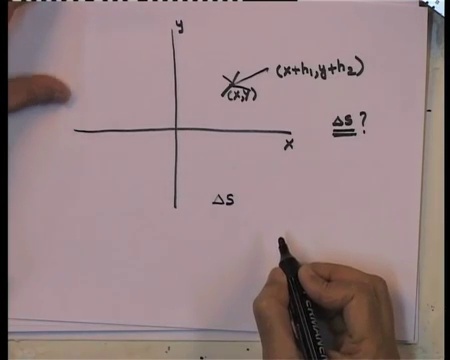 y
(x+h₁,y+h₂)
(x,y)
ΔS?
x
ΔS